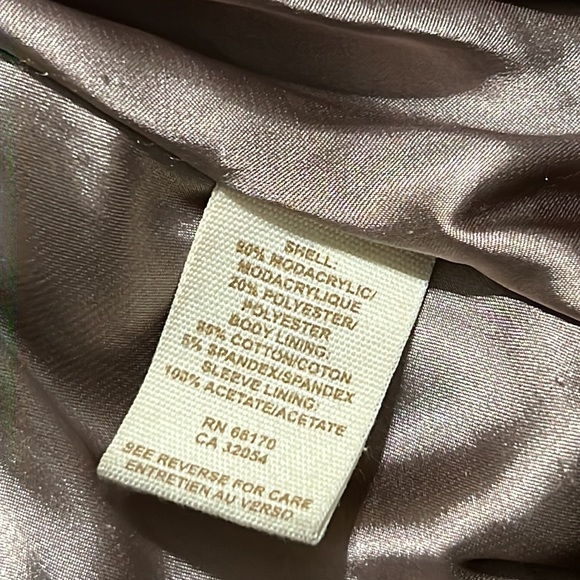 SHELL.
80% MODACRYLIC/
MODACRYLIQUE
20% POLYESTER/
POLYESTER
BODY LINING:
95% COTTON/COTON
5% SPANDEX/SPANDEX
SLEEVE LINING:
100% ACETATE/ACETATE
RN 66170
CA 32054
SEE REVERSE FOR CARE
ENTRETIEN AU VERSO